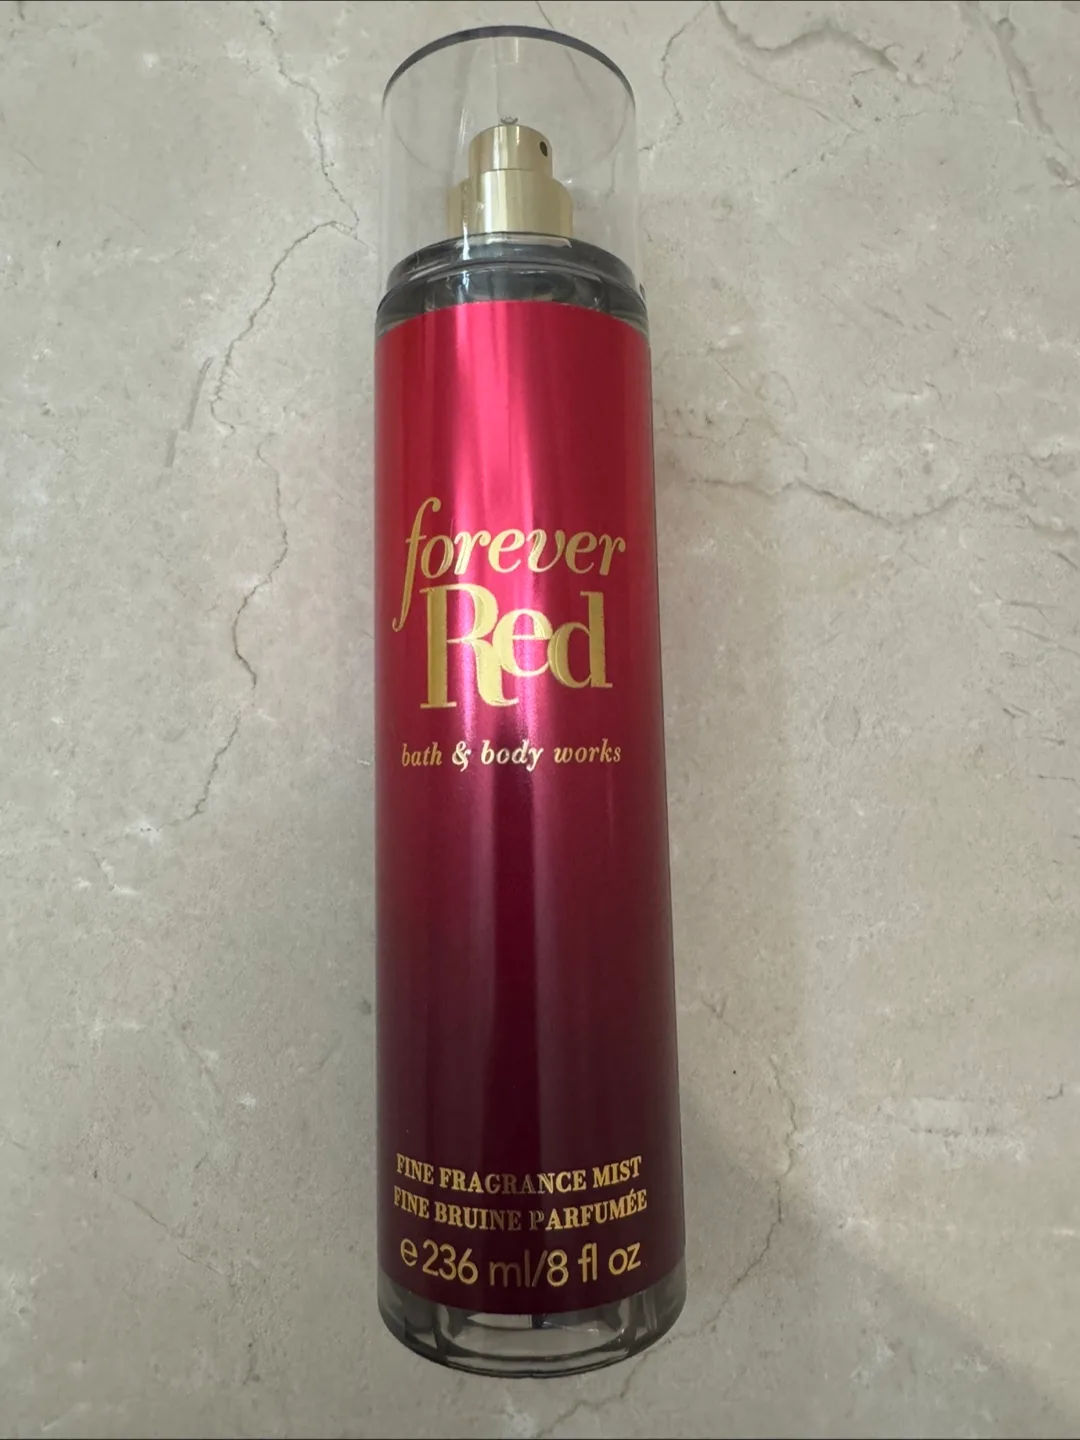 forever
Red
bath & body works
FINE FRAGRANCE MIST
FINE BRUINE PARFUMÉE
℮ 236 ml/8 fl oz